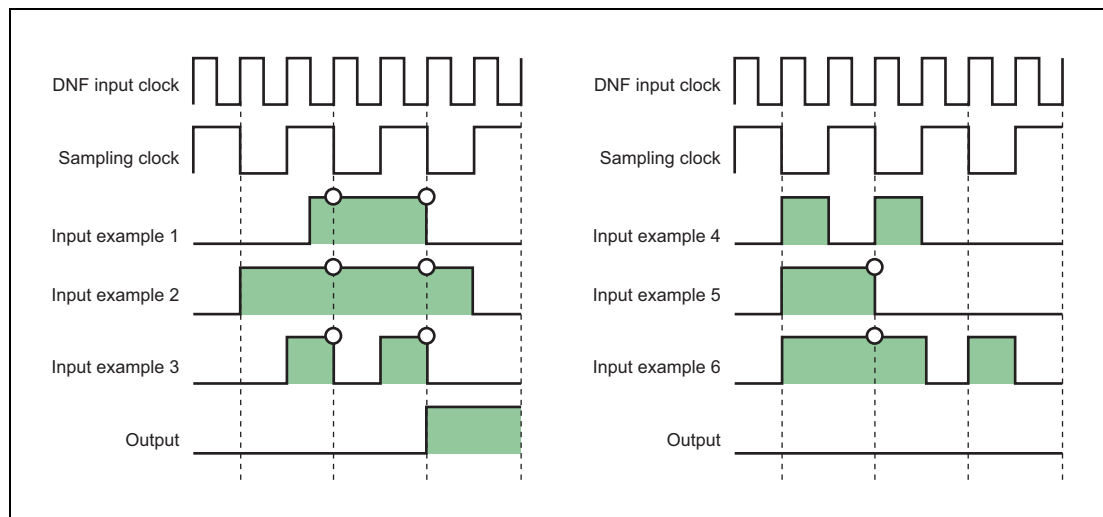 DNF input clock
Sampling clock
Input example 1
Input example 2
Input example 3
Output
DNF input clock
Sampling clock
Input example 4
Input example 5
Input example 6
Output